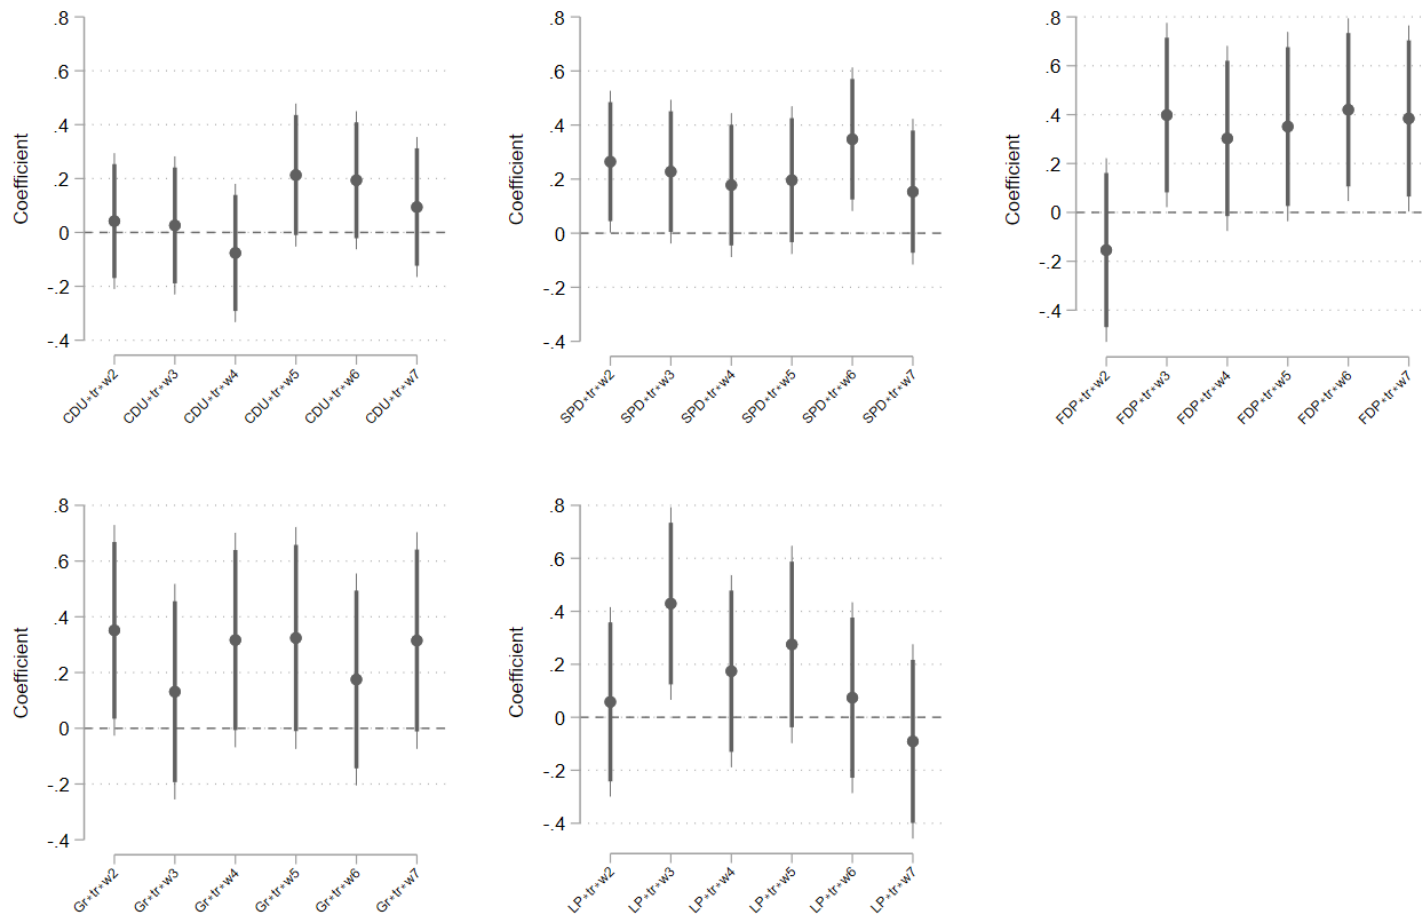 Coefficient
.8
.6
.4
.2
0
-.2
-.4
CDU*tr*w2
CDU*tr*w3
CDU*tr*w4
CDU*tr*w5
CDU*tr*w6
CDU*tr*w7
Coefficient
.8
.6
.4
.2
0
-.2
-.4
SPD*tr*w2
SPD*tr*w3
SPD*tr*w4
SPD*tr*w5
SPD*tr*w6
SPD*tr*w7
Coefficient
.8
.6
.4
.2
0
-.2
-.4
FDP*tr*w2
FDP*tr*w3
FDP*tr*w4
FDP*tr*w5
FDP*tr*w6
FDP*tr*w7
Coefficient
.8
.6
.4
.2
0
-.2
-.4
Gr*tr*w2
Gr*tr*w3
Gr*tr*w4
Gr*tr*w5
Gr*tr*w6
Gr*tr*w7
Coefficient
.8
.6
.4
.2
0
-.2
-.4
LP*tr*w2
LP*tr*w3
LP*tr*w4
LP*tr*w5
LP*tr*w6
LP*tr*w7